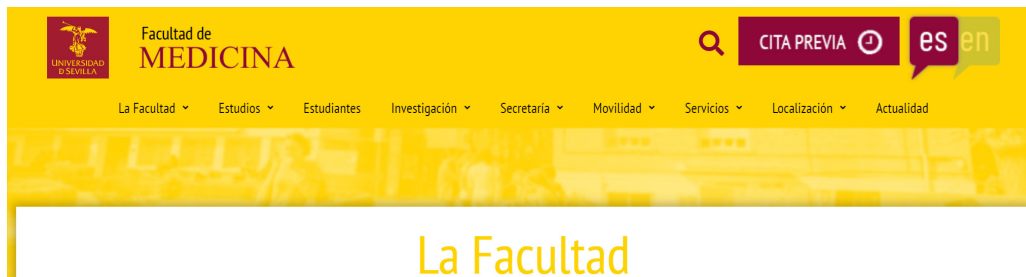 UNIVERSIDAD
D SEVILLA
Facultad de
MEDICINA
CITA PREVIA
es en
La Facultad Estudios Estudiantes Investigación Secretaría Movilidad Servicios Localización Actualidad
La Facultad